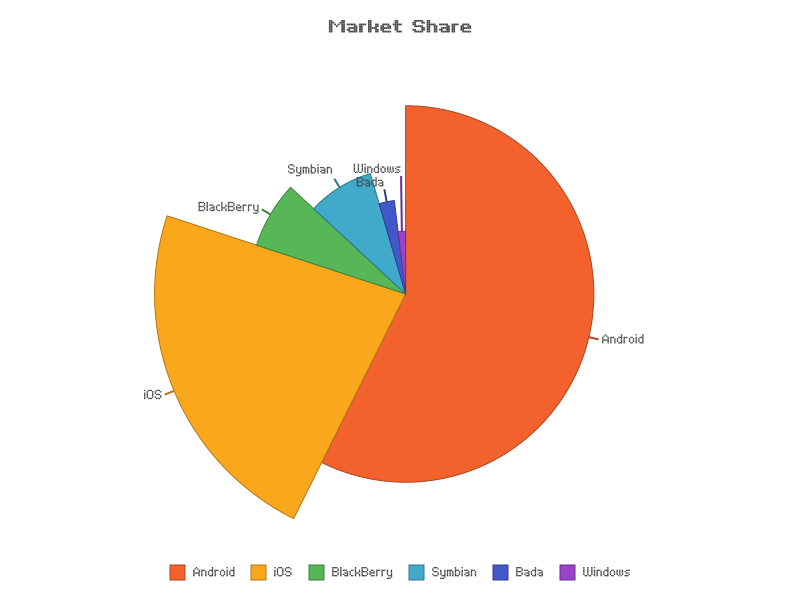 Market Share
Windows
Symbian
Bada
BlackBerry
Android
iOS
Android iOS BlackBerry Symbian Bada Windows